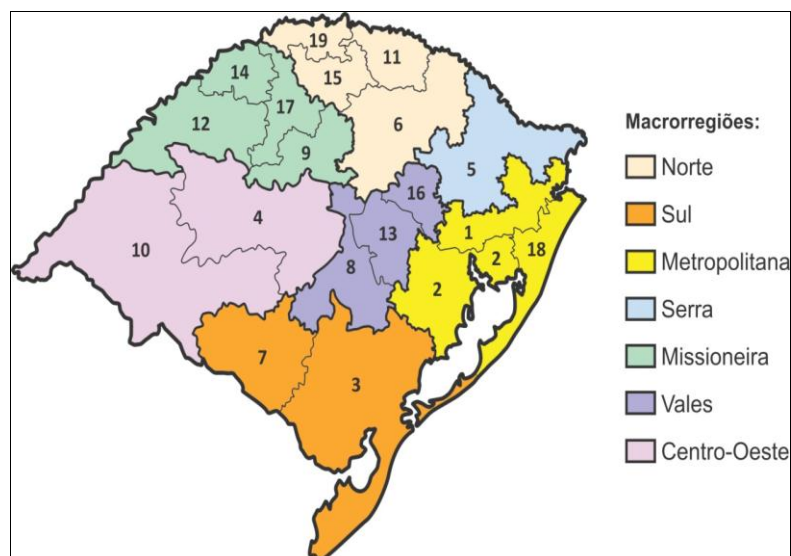 19
11
14
15
17
12
6
9
5
16
4
1
13
18
10
2
8
2
7
3
Macrorregiões:
Norte
Sul
Metropolitana
Serra
Missioneira
Vales
Centro-Oeste